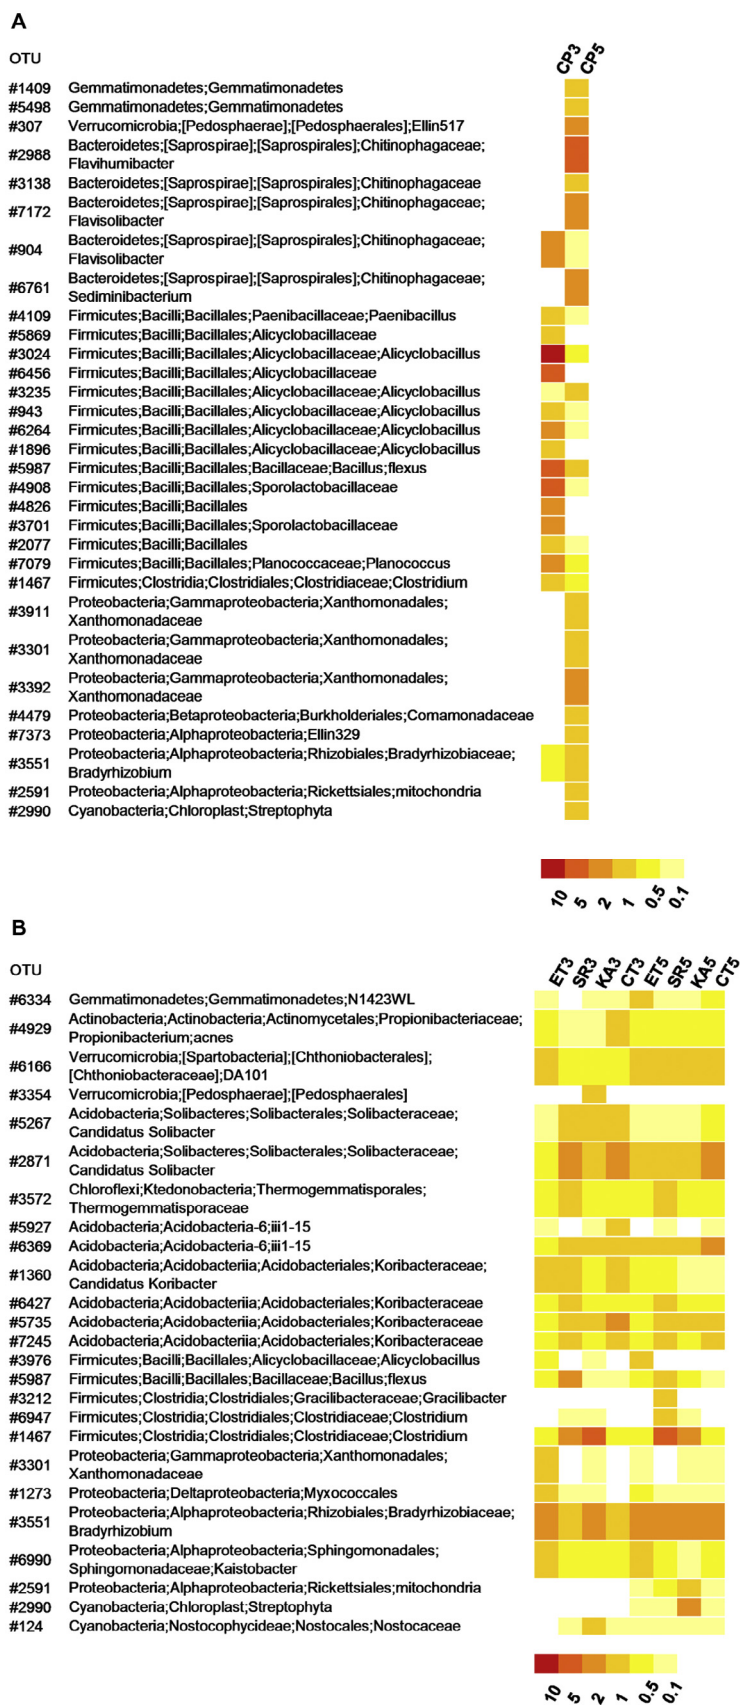 A
OTU
CP3
CP5
#1409 Gemmatimonadetes;Gemmatimonadetes
#5498 Gemmatimonadetes;Gemmatimonadetes
#307 Verrucomicrobia;[Pedosphaerae];[Pedosphaerales];Ellin517
#2988 Bacteroidetes;[Saprospirae];[Saprospirales];Chitinophagaceae;
Flavihumibacter
#3138 Bacteroidetes;[Saprospirae];[Saprospirales];Chitinophagaceae
#7172 Bacteroidetes;[Saprospirae];[Saprospirales];Chitinophagaceae;
Flavisolibacter
#904 Bacteroidetes;[Saprospirae];[Saprospirales];Chitinophagaceae;
Flavisolibacter
#6761 Bacteroidetes;[Saprospirae];[Saprospirales];Chitinophagaceae;
Sediminibacterium
#4109 Firmicutes;Bacilli;Bacillales;Paenibacillaceae;Paenibacillus
#5869 Firmicutes;Bacilli;Bacillales;Alicyclobacillaceae
#3024 Firmicutes;Bacilli;Bacillales;Alicyclobacillaceae;Alicyclobacillus
#6456 Firmicutes;Bacilli;Bacillales;Alicyclobacillaceae
#3235 Firmicutes;Bacilli;Bacillales;Alicyclobacillaceae;Alicyclobacillus
#943 Firmicutes;Bacilli;Bacillales;Alicyclobacillaceae;Alicyclobacillus
#6264 Firmicutes;Bacilli;Bacillales;Alicyclobacillaceae;Alicyclobacillus
#1896 Firmicutes;Bacilli;Bacillales;Alicyclobacillaceae;Alicyclobacillus
#5987 Firmicutes;Bacilli;Bacillales;Bacillaceae;Bacillus;flexus
#4908 Firmicutes;Bacilli;Bacillales;Sporolactobacillaceae
#4826 Firmicutes;Bacilli;Bacillales
#3701 Firmicutes;Bacilli;Bacillales;Sporolactobacillaceae
#2077 Firmicutes;Bacilli;Bacillales
#7079 Firmicutes;Bacilli;Bacillales;Planococcaceae;Planococcus
#1467 Firmicutes;Clostridia;Clostridiales;Clostridiaceae;Clostridium
#3911 Proteobacteria;Gammaproteobacteria;Xanthomonadales;
Xanthomonadaceae
#3301 Proteobacteria;Gammaproteobacteria;Xanthomonadales;
Xanthomonadaceae
#3392 Proteobacteria;Gammaproteobacteria;Xanthomonadales;
Xanthomonadaceae
#4479 Proteobacteria;Betaproteobacteria;Burkholderiales;Comamonadaceae
#7373 Proteobacteria;Alphaproteobacteria;Ellin329
#3551 Proteobacteria;Alphaproteobacteria;Rhizobiales;Bradyrhizobiaceae;
Bradyrhizobium
#2591 Proteobacteria;Alphaproteobacteria;Rickettsiales;mitochondria
#2990 Cyanobacteria;Chloroplast;Streptophyta
10 5 2 1 0.5 0.1
B
OTU
ET3 SR3 KA3 CT3 ET5 SR5 KA5 CT5
#6334 Gemmatimonadetes;Gemmatimonadetes;N1423WL
#4929 Actinobacteria;Actinobacteria;Actinomycetales;Propionibacteriaceae;
Propionibacterium;acnes
#6166 Verrucomicrobia;[Spartobacteria];[Chthoniobacterales];
[Chthoniobacteraceae];DA101
#3354 Verrucomicrobia;[Pedosphaerae];[Pedosphaerales]
#5267 Acidobacteria;Solibacteres;Solibacterales;Solibacteraceae;
Candidatus Solibacter
#2871 Acidobacteria;Solibacteres;Solibacterales;Solibacteraceae;
Candidatus Solibacter
#3572 Chloroflexi;Ktedonobacteria;Thermogemmatisporales;
Thermogemmatisporaceae
#5927 Acidobacteria;Acidobacteria-6;iii1-15
#6369 Acidobacteria;Acidobacteria-6;iii1-15
#1360 Acidobacteria;Acidobacteriia;Acidobacteriales;Koribacteraceae;
Candidatus Koribacter
#6427 Acidobacteria;Acidobacteriia;Acidobacteriales;Koribacteraceae
#5735 Acidobacteria;Acidobacteriia;Acidobacteriales;Koribacteraceae
#7245 Acidobacteria;Acidobacteriia;Acidobacteriales;Koribacteraceae
#3976 Firmicutes;Bacilli;Bacillales;Alicyclobacillaceae;Alicyclobacillus
#5987 Firmicutes;Bacilli;Bacillales;Bacillaceae;Bacillus;flexus
#3212 Firmicutes;Clostridia;Clostridiales;Gracilibacteraceae;Gracilibacter
#6947 Firmicutes;Clostridia;Clostridiales;Clostridiaceae;Clostridium
#1467 Firmicutes;Clostridia;Clostridiales;Clostridiaceae;Clostridium
#3301 Proteobacteria;Gammaproteobacteria;Xanthomonadales;
Xanthomonadaceae
#1273 Proteobacteria;Deltaproteobacteria;Myxococcales
#3551 Proteobacteria;Alphaproteobacteria;Rhizobiales;Bradyrhizobiaceae;
Bradyrhizobium
#6990 Proteobacteria;Alphaproteobacteria;Sphingomonadales;
Sphingomonadaceae;Kaistobacter
#2591 Proteobacteria;Alphaproteobacteria;Rickettsiales;mitochondria
#2990 Cyanobacteria;Chloroplast;Streptophyta
#124 Cyanobacteria;Nostocophycideae;Nostocales;Nostocaceae
10 5 2 1 0.5 0.1